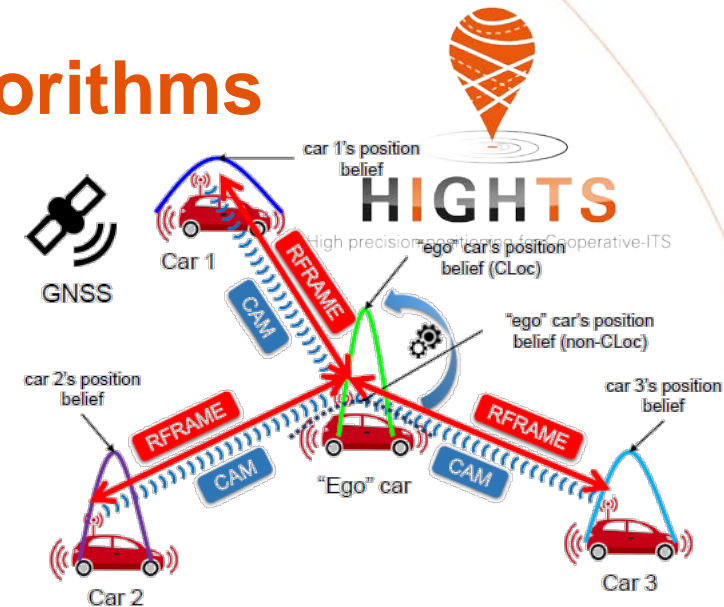 orithms
car 1's position
belief
HIGHTS
High precision positioning for Cooperative-ITS
"ego" car's position
belief (CLoc)
Car 1
GNSS
RFRAME
CAM
"ego" car's position
belief (non-CLoc)
car 2's position
belief
car 3's position
belief
RFRAME
CAM
RFRAME
CAM
"Ego" car
Car 2
Car 3